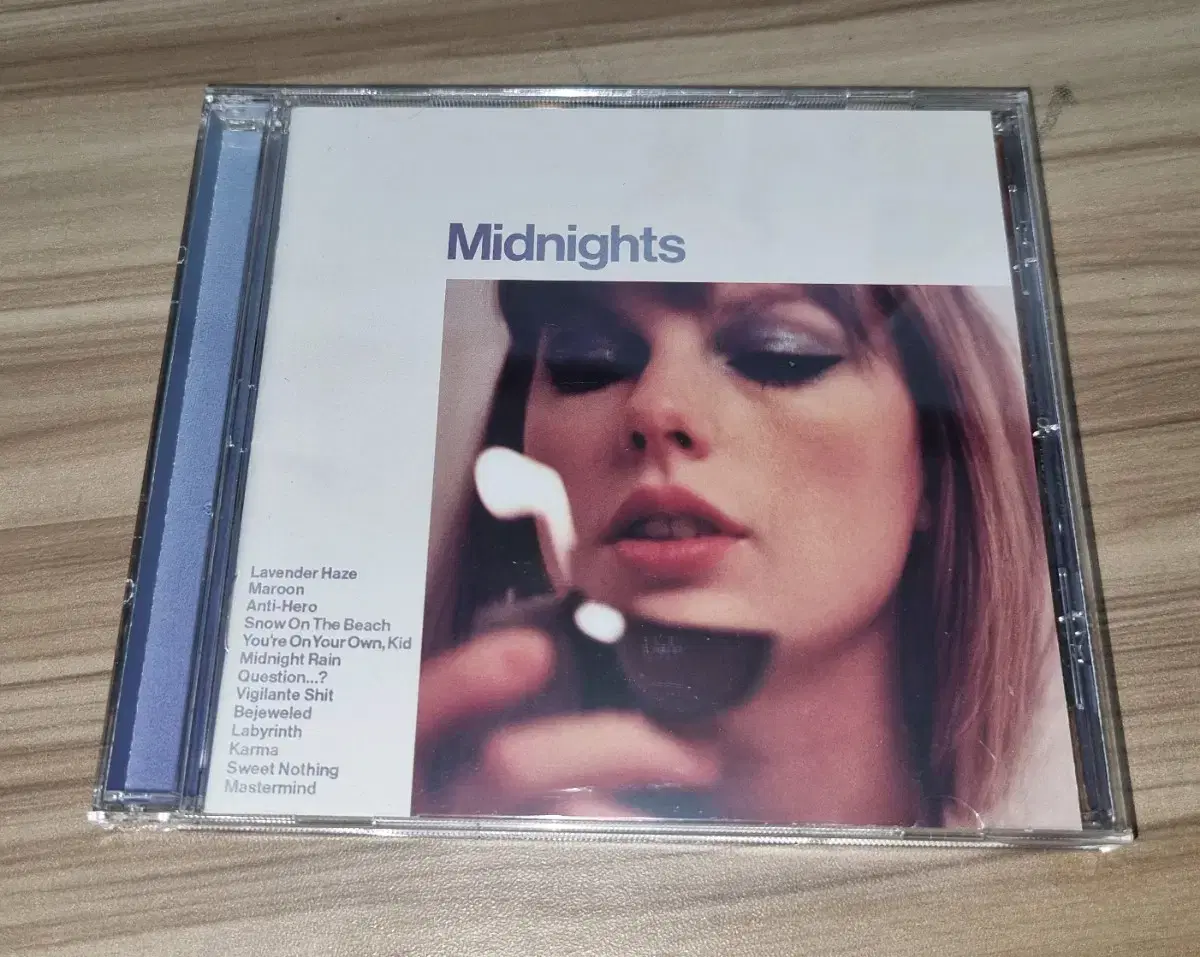 Midnights
Lavender Haze
Maroon
Anti-Hero
Snow On The Beach
You're On Your Own, Kid
Midnight Rain
Question...?
Vigilante Shit
Bejeweled
Labyrinth
Karma
Sweet Nothing
Mastermind